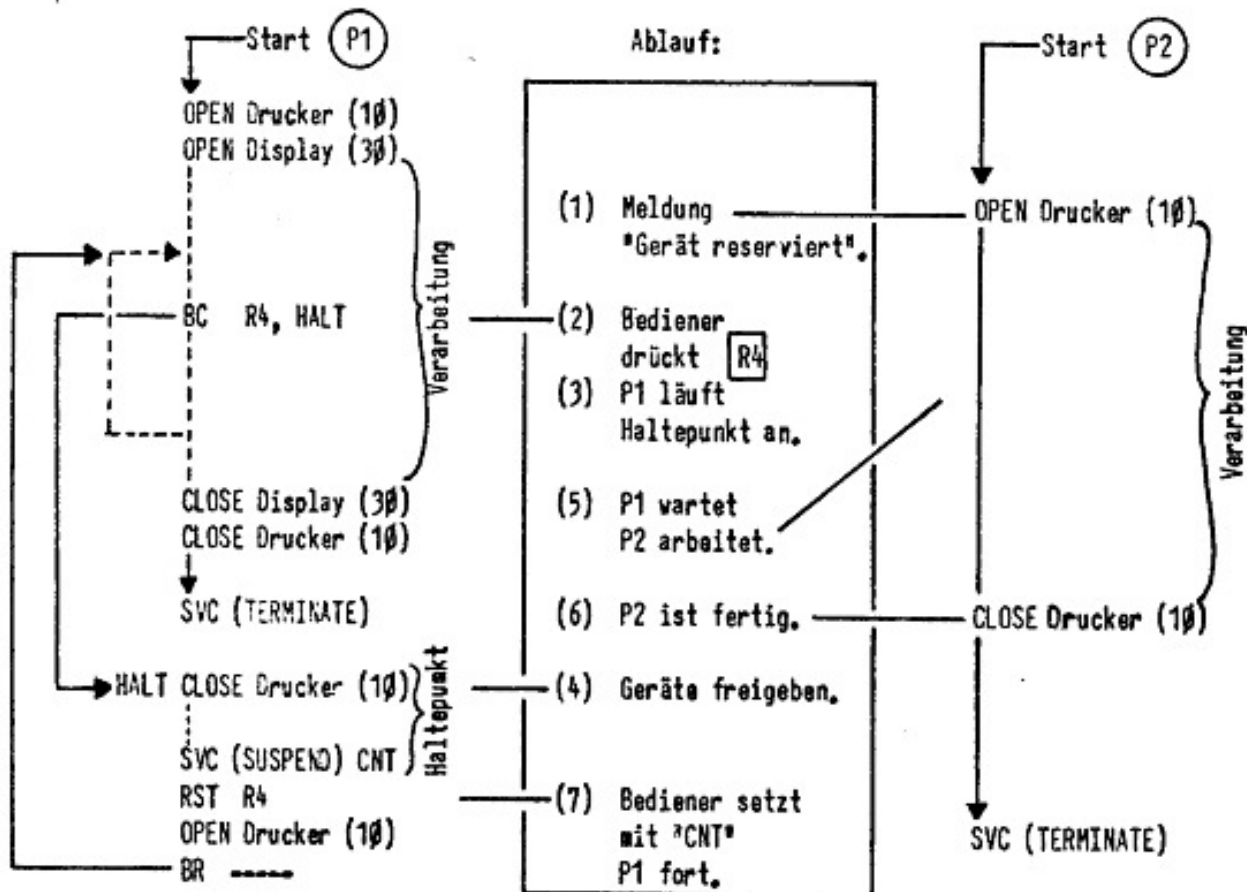 Start P1
OPEN Drucker (1Ø)
OPEN Display (3Ø)
Verarbeitung
BC R4, HALT
CLOSE Display (3Ø)
CLOSE Drucker (1Ø)
SVC (TERMINATE)
HALT CLOSE Drucker (1Ø)
Haltepunkt
SVC (SUSPEND) CNT
RST R4
OPEN Drucker (1Ø)
BR -----
Ablauf:
(1) Meldung
"Gerät reserviert".
(2) Bediener
drückt R4
(3) P1 läuft
Haltepunkt an.
(5) P1 wartet
P2 arbeitet.
(6) P2 ist fertig.
(4) Geräte freigeben.
(7) Bediener setzt
mit "CNT"
P1 fort.
Start P2
OPEN Drucker (1Ø)
Verarbeitung
CLOSE Drucker (1Ø)
SVC (TERMINATE)